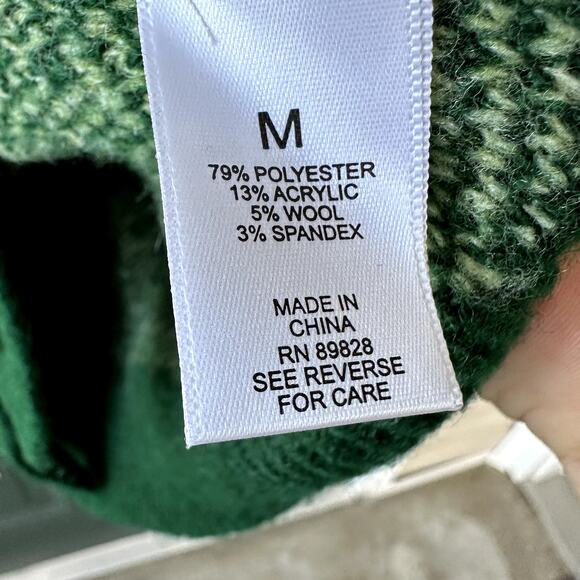 M
79% POLYESTER
13% ACRYLIC
5% WOOL
3% SPANDEX
MADE IN
CHINA
RN 89828
SEE REVERSE
FOR CARE